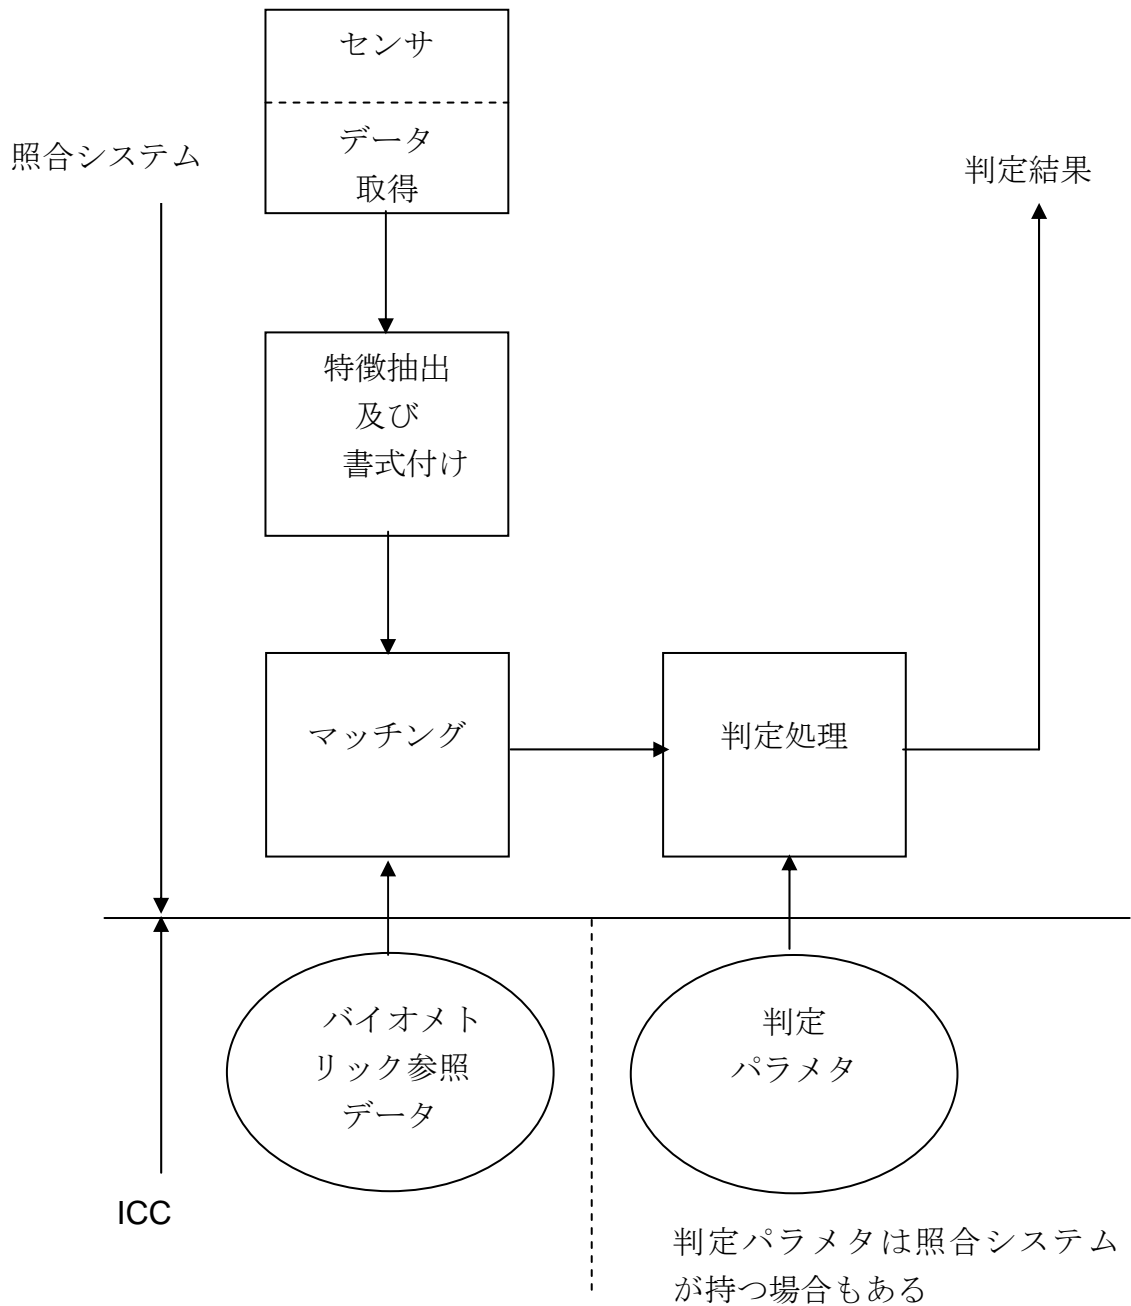 センサ
データ
取得
照合システム
判定結果
特徴抽出
及び
書式付け
マッチング
判定処理
バイオメト
リック参照
データ
判定
パラメタ
ICC
判定パラメタは照合システム
が持つ場合もある